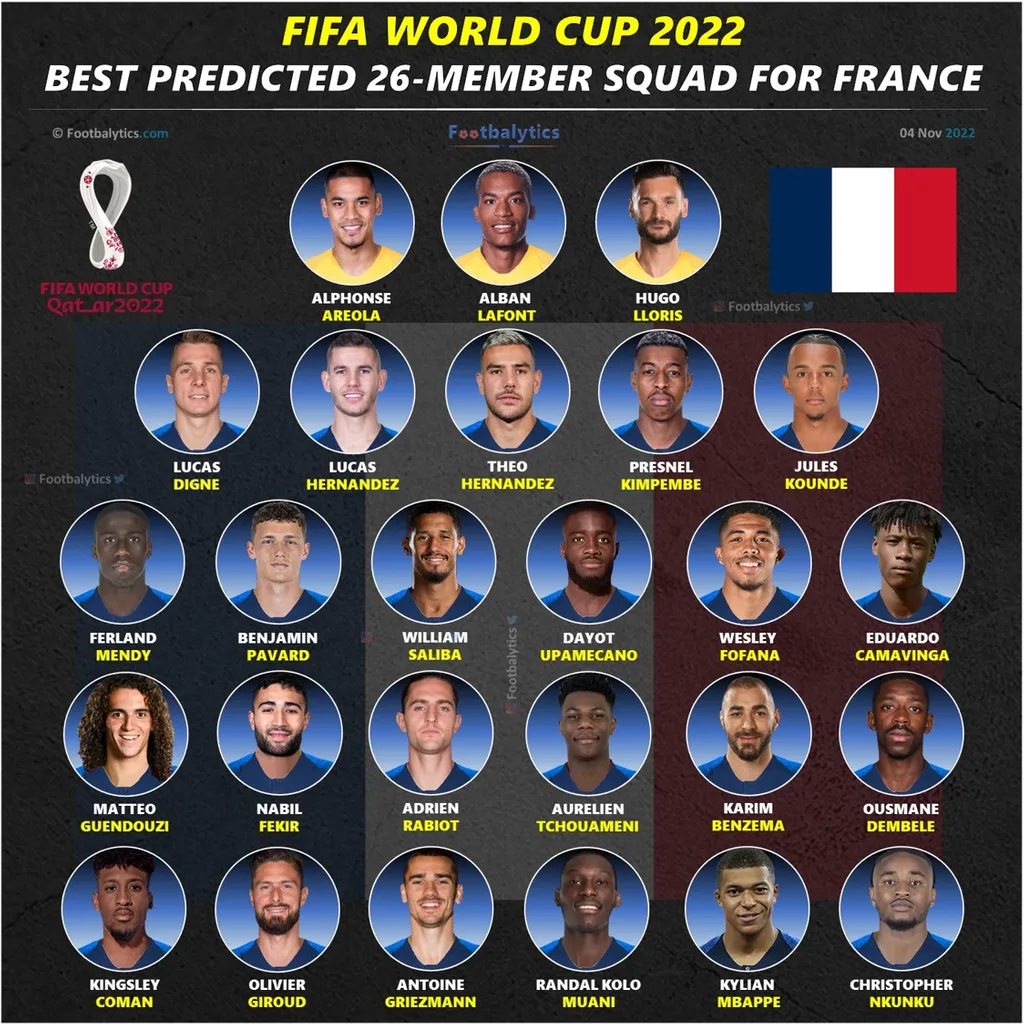 FIFA WORLD CUP 2022
BEST PREDICTED 26-MEMBER SQUAD FOR FRANCE
© Footbalytics.com
Footbalytics
04 Nov 2022
FIFA WORLD CUP
Qatar2022
ALPHONSE
AREOLA
ALBAN
LAFONT
HUGO
LLORIS
Footbalytics
LUCAS
DIGNE
LUCAS
HERNANDEZ
THEO
HERNANDEZ
PRESNEL
KIMPEMBE
JULES
KOUNDE
Footbalytics
FERLAND
MENDY
BENJAMIN
PAVARD
WILLIAM
SALIBA
DAYOT
UPAMECANO
WESLEY
FOFANA
EDUARDO
CAMAVINGA
Footbalytics
MATTEO
GUENDOUZI
NABIL
FEKIR
ADRIEN
RABIOT
AURELIEN
TCHOUAMENI
KARIM
BENZEMA
OUSMANE
DEMBELE
KINGSLEY
COMAN
OLIVIER
GIROUD
ANTOINE
GRIEZMANN
RANDAL KOLO
MUANI
KYLIAN
MBAPPE
CHRISTOPHER
NKUNKU